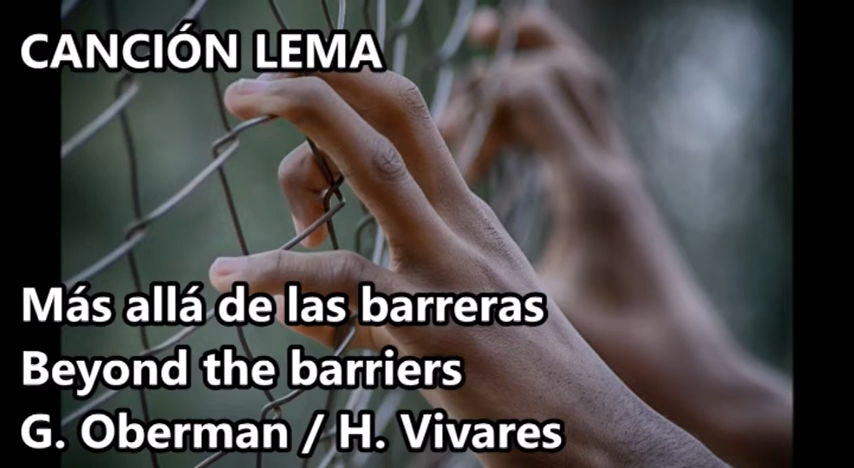 CANCIÓN LEMA
Más allá de las barreras
Beyond the barriers
G. Oberman / H. Vivares